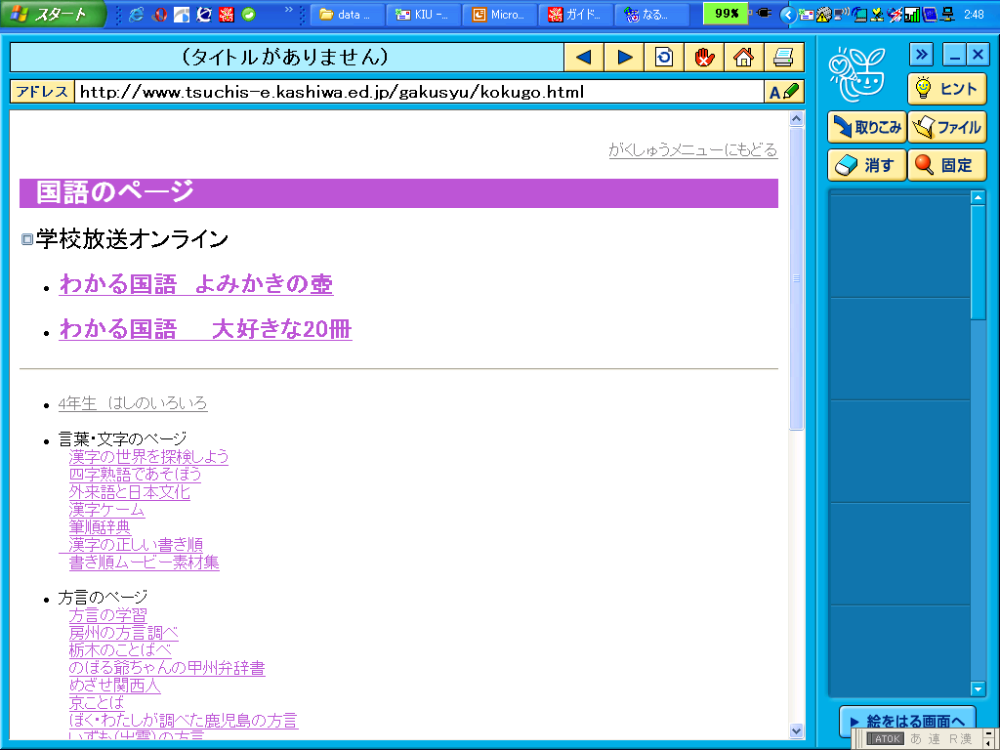 スタート
data ...
KIU -...
Micro...
ガイド...
なる...
99%
2:48
(タイトルがありません)
アドレス
http://www.tsuchis-e.kashiwa.ed.jp/gakusyu/kokugo.html
A
ヒント
取りこみ
ファイル
消す
固定
がくしゅうメニューにもどる
国語のページ
学校放送オンライン
わかる国語 よみかきの壺
わかる国語 大好きな20冊
4年生 はしのいろいろ
言葉・文字のページ
漢字の世界を探検しよう
四字熟語であそぼう
外来語と日本文化
漢字ケーム
筆順辞典
漢字の正しい書き順
書き順ムービー素材集
方言のページ
方言の学習
房州の方言調べ
栃木のことばべ
のぼる爺ちゃんの甲州弁辞書
めざせ関西人
京ことば
ぼく・わたしが調べた鹿児島の方言
いずも(出雲)の方言
絵をはる画面へ
ATOK あ 連 R漢